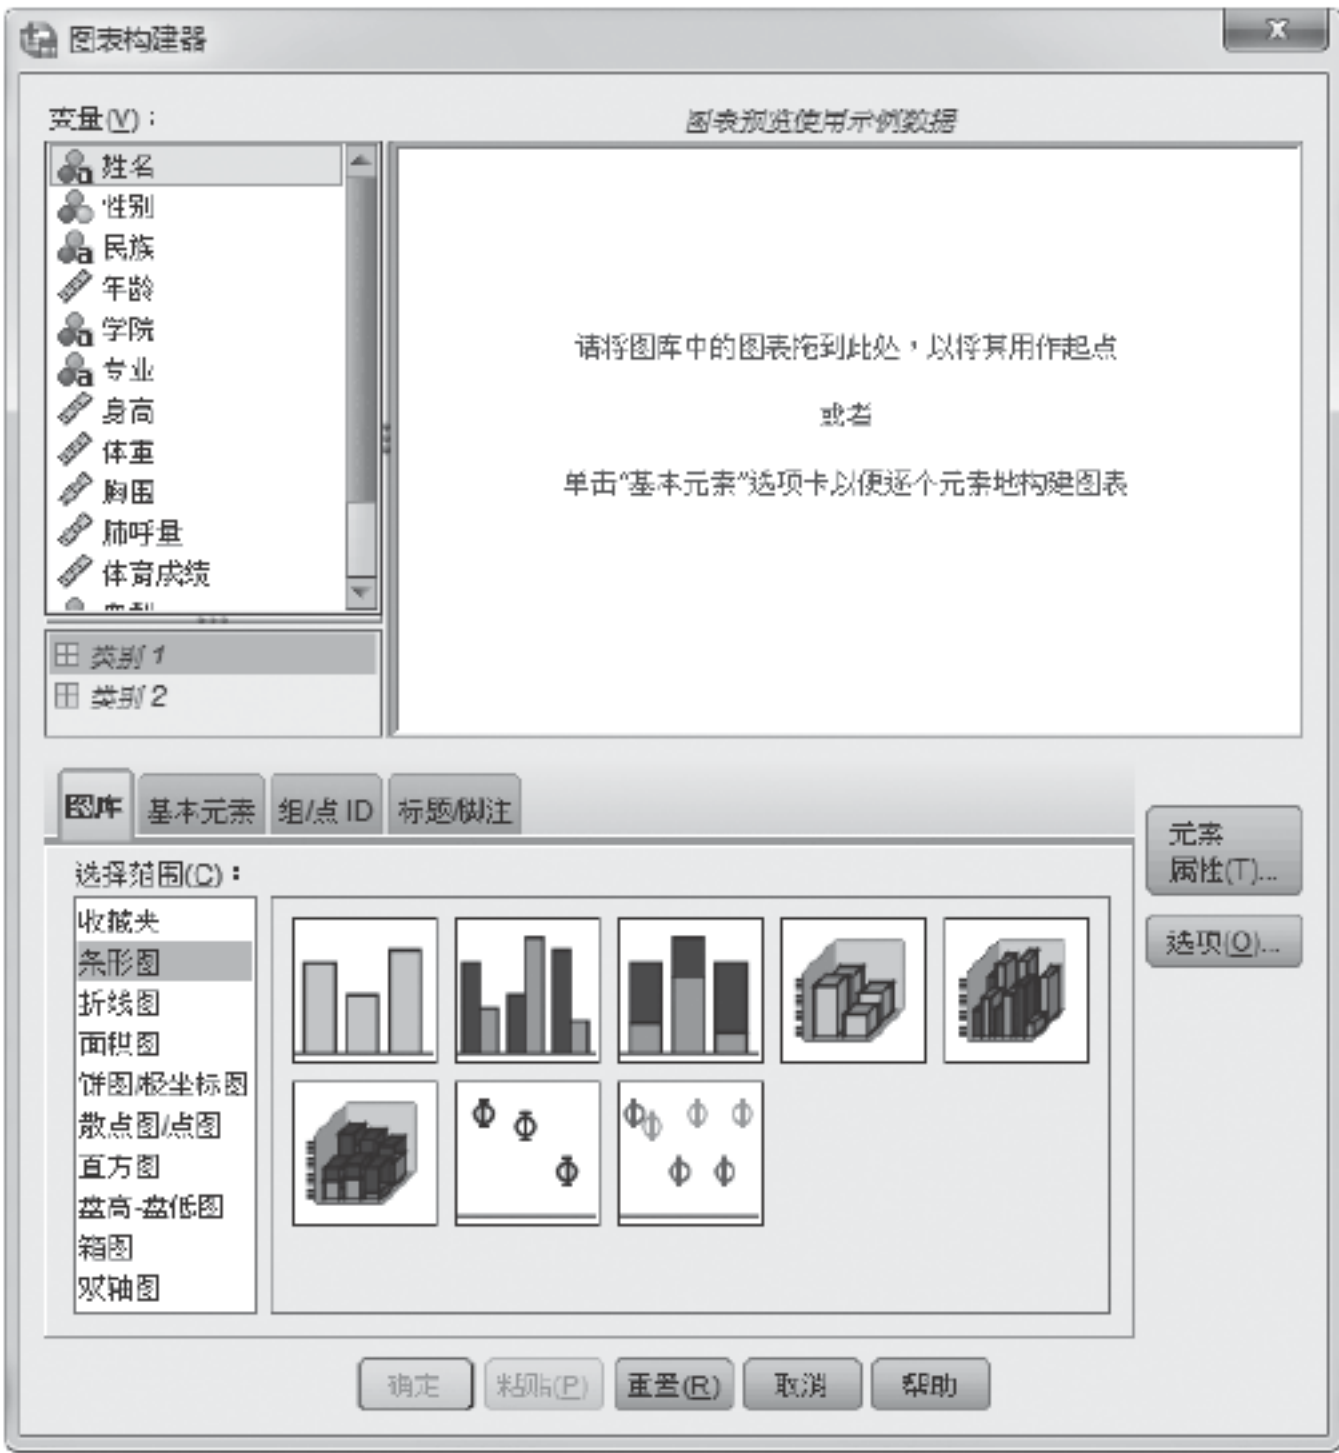 图表构建器
变量(V)：
图表预览使用示例数据
姓名
性别
民族
年龄
学院
专业
身高
体重
胸围
肺呼量
体育成绩
类别 1
类别 2
请将图库中的图表拖到此处，以将其用作起点
或者
单击“基本元素”选项卡以便逐个元素地构建图表
图库
基本元素
组/点 ID
标题/脚注
元素
属性(T)...
选项(O)...
选择范围(C)：
收藏夹
条形图
折线图
面积图
饼图/极坐标图
散点图/点图
直方图
盘高-盘低图
箱图
双轴图
确定
粘贴(P)
重置(R)
取消
帮助